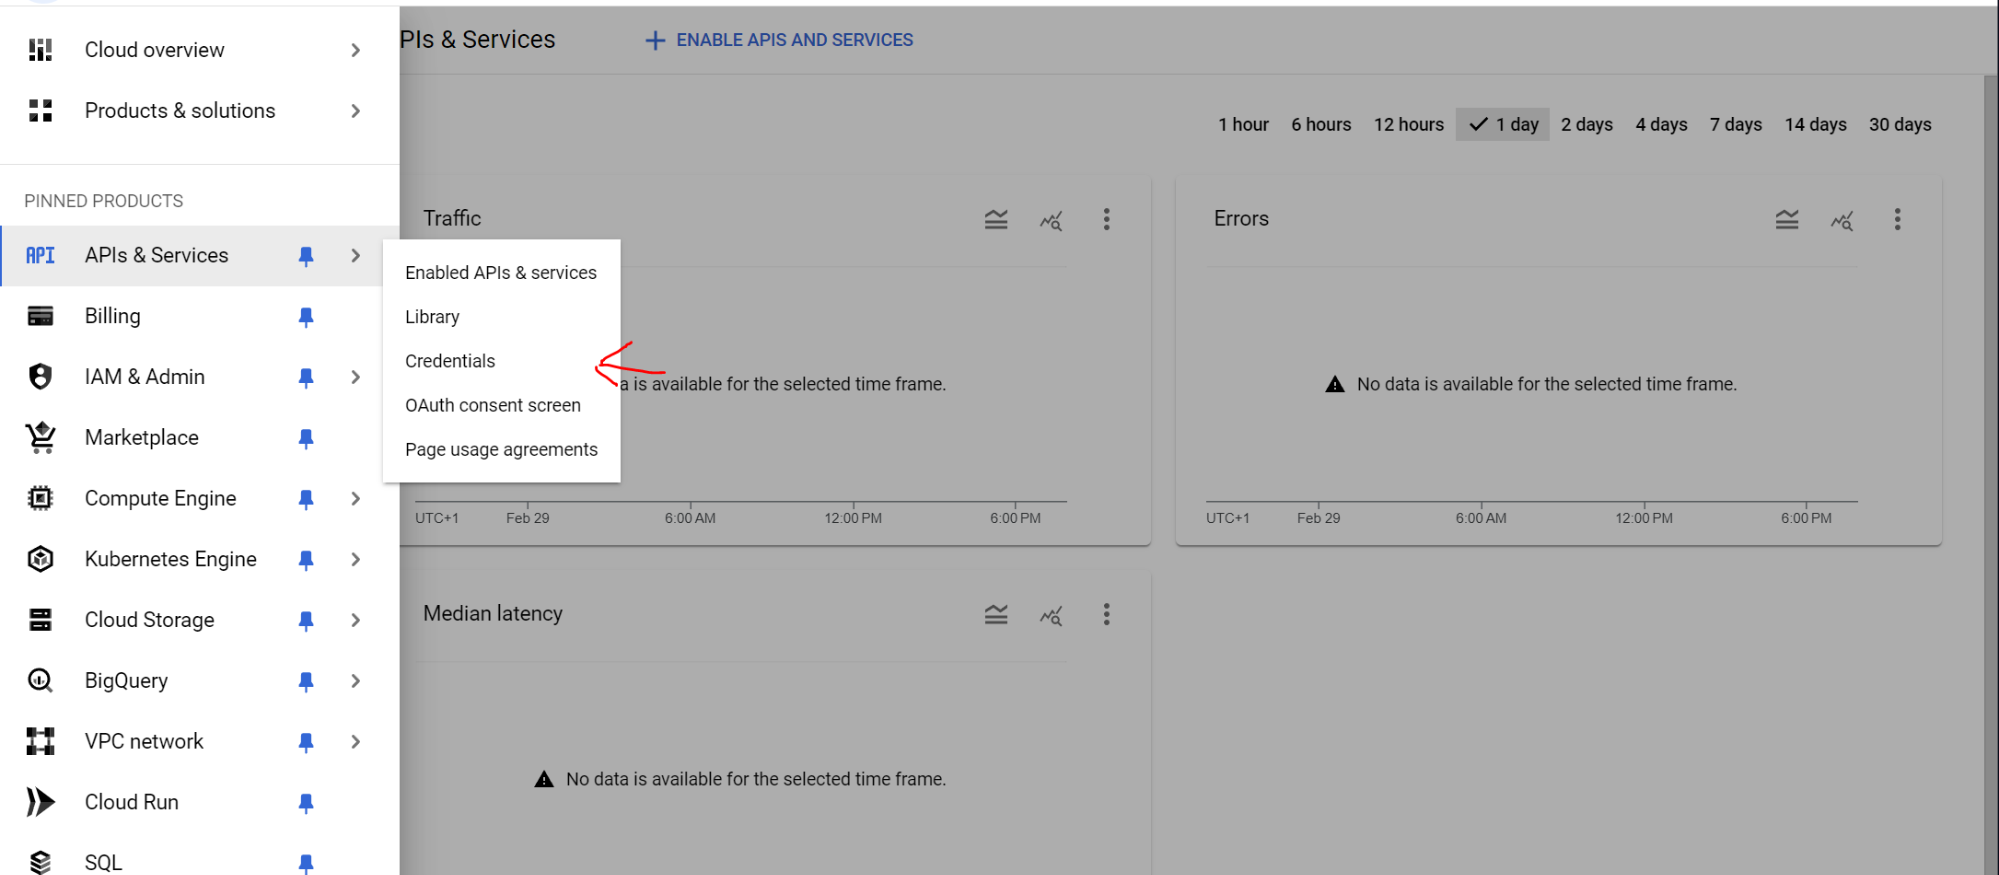 Cloud overview
Products & solutions
PINNED PRODUCTS
API APIs & Services
Billing
IAM & Admin
Marketplace
Compute Engine
Kubernetes Engine
Cloud Storage
BigQuery
VPC network
Cloud Run
SQL
Enabled APIs & services
Library
Credentials
OAuth consent screen
Page usage agreements
PIs & Services
ENABLE APIS AND SERVICES
1 hour 6 hours 12 hours 1 day 2 days 4 days 7 days 14 days 30 days
Traffic
a is available for the selected time frame.
UTC+1 Feb 29 6:00 AM 12:00 PM 6:00 PM
Errors
No data is available for the selected time frame.
UTC+1 Feb 29 6:00 AM 12:00 PM 6:00 PM
Median latency
No data is available for the selected time frame.